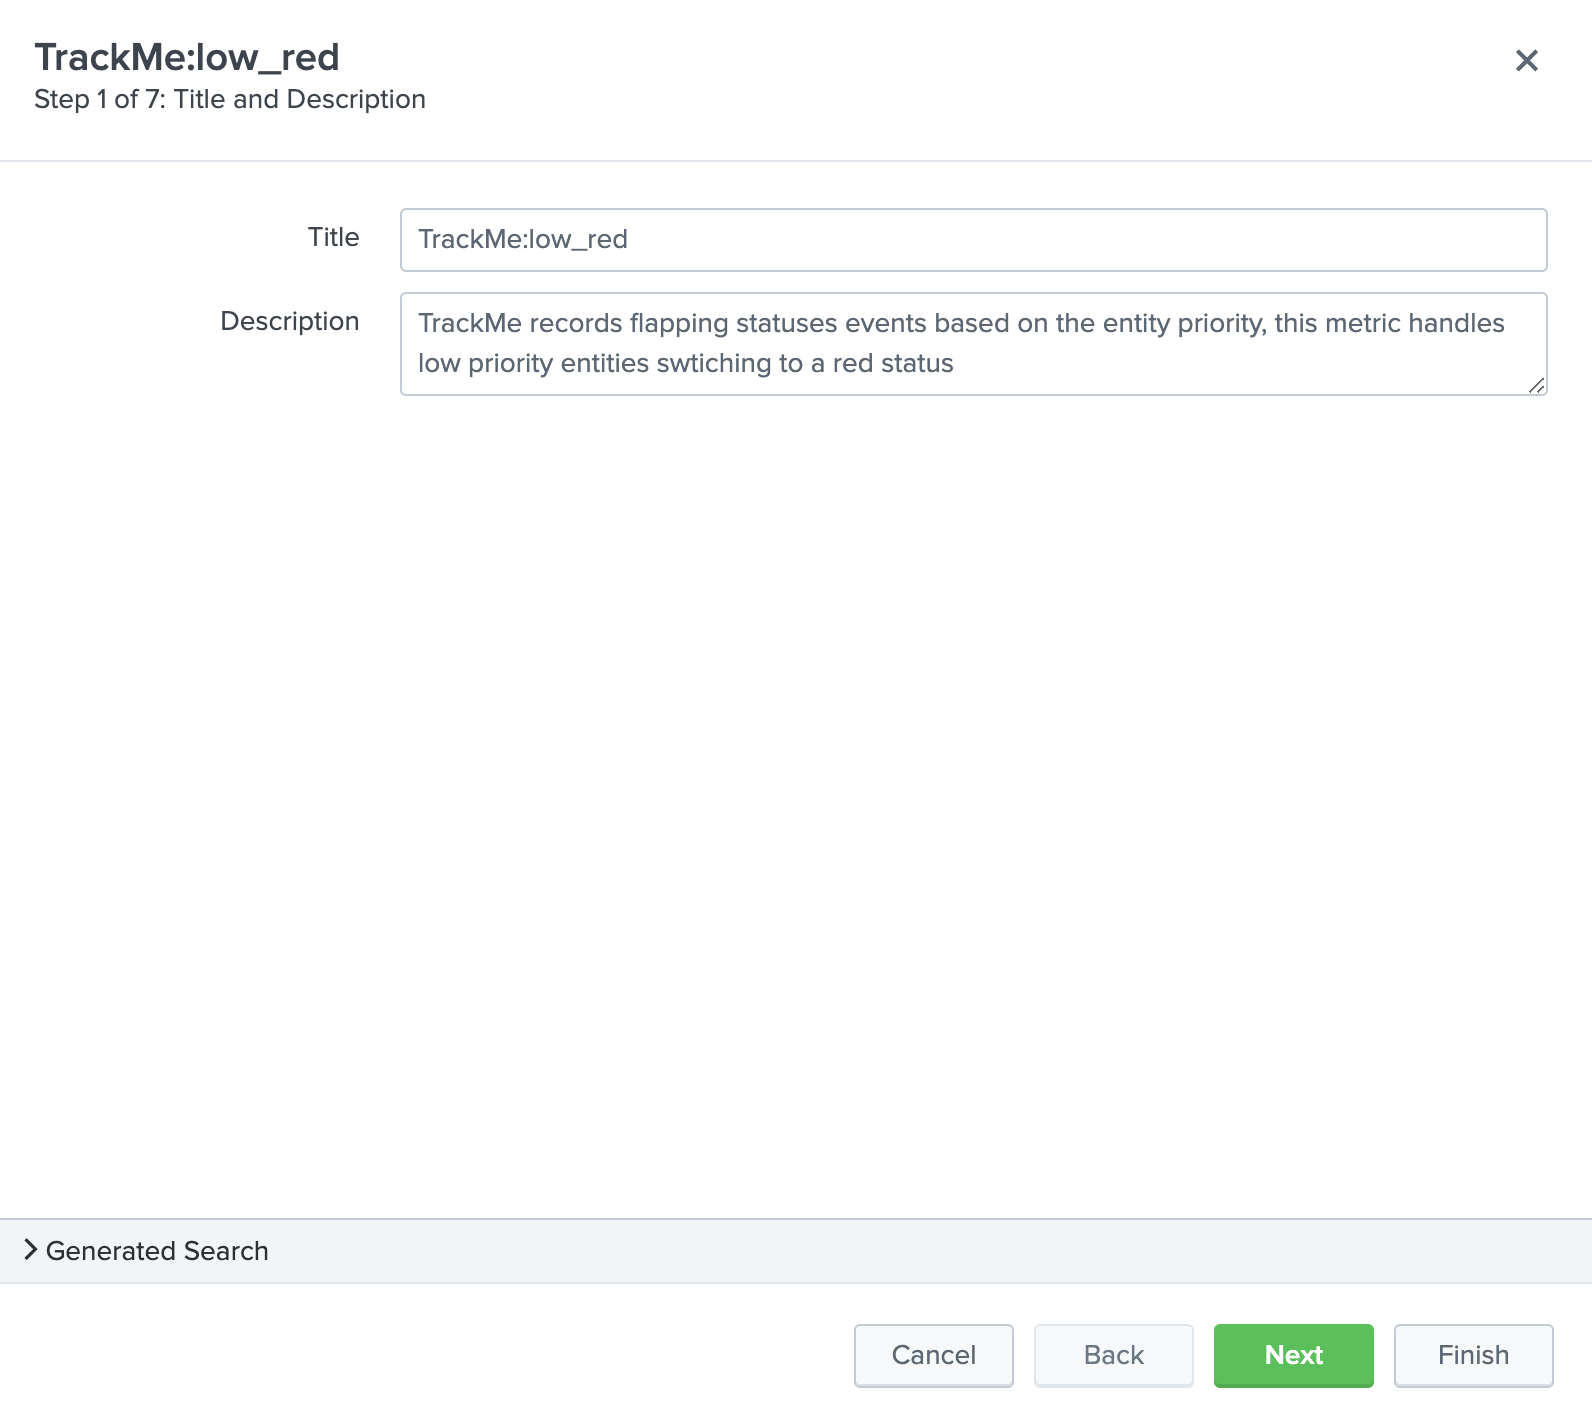 TrackMe:low_red
Step 1 of 7: Title and Description
Title
TrackMe:low_red
Description
TrackMe records flapping statuses events based on the entity priority, this metric handles
low priority entities swtiching to a red status
Generated Search
Cancel
Back
Next
Finish